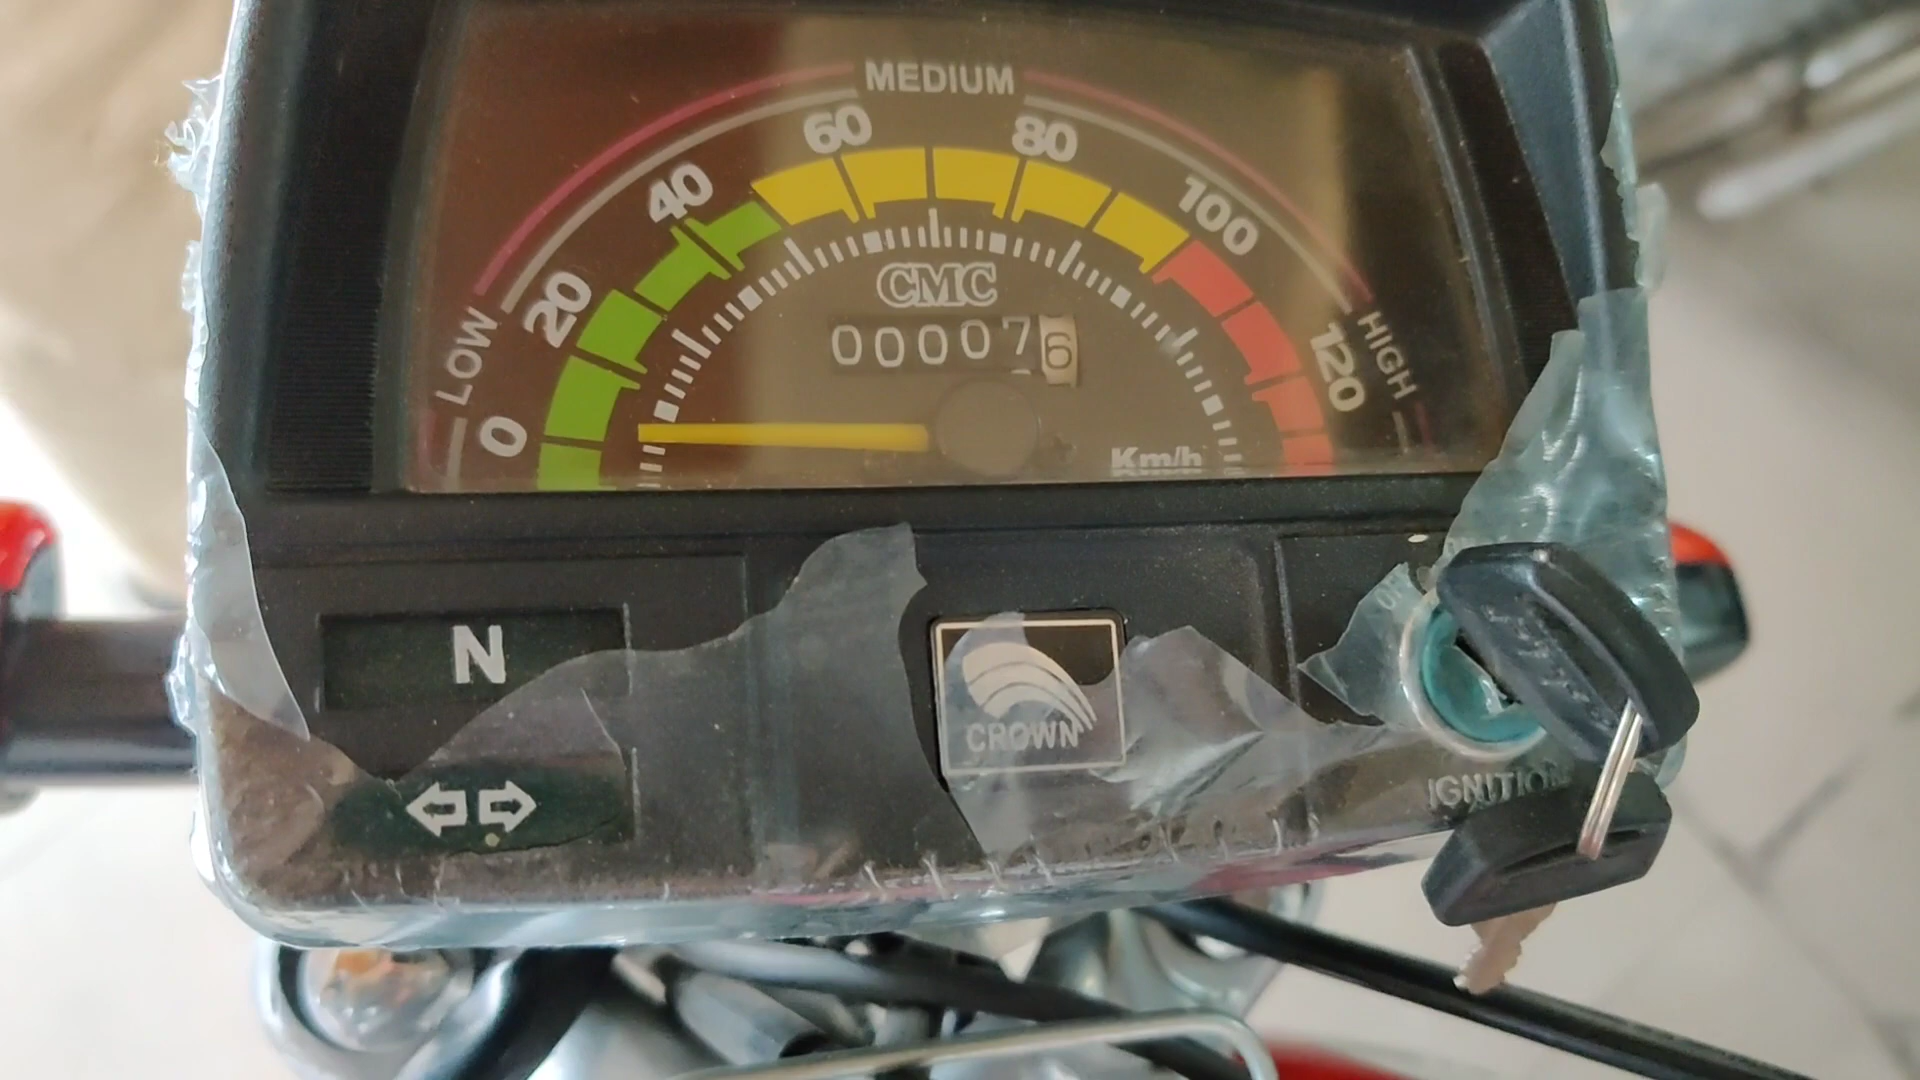 MEDIUM
60 80
40 100
20 120
LOW HIGH
0
CMC
000076
Km/h
N
CROWN
IGNITION